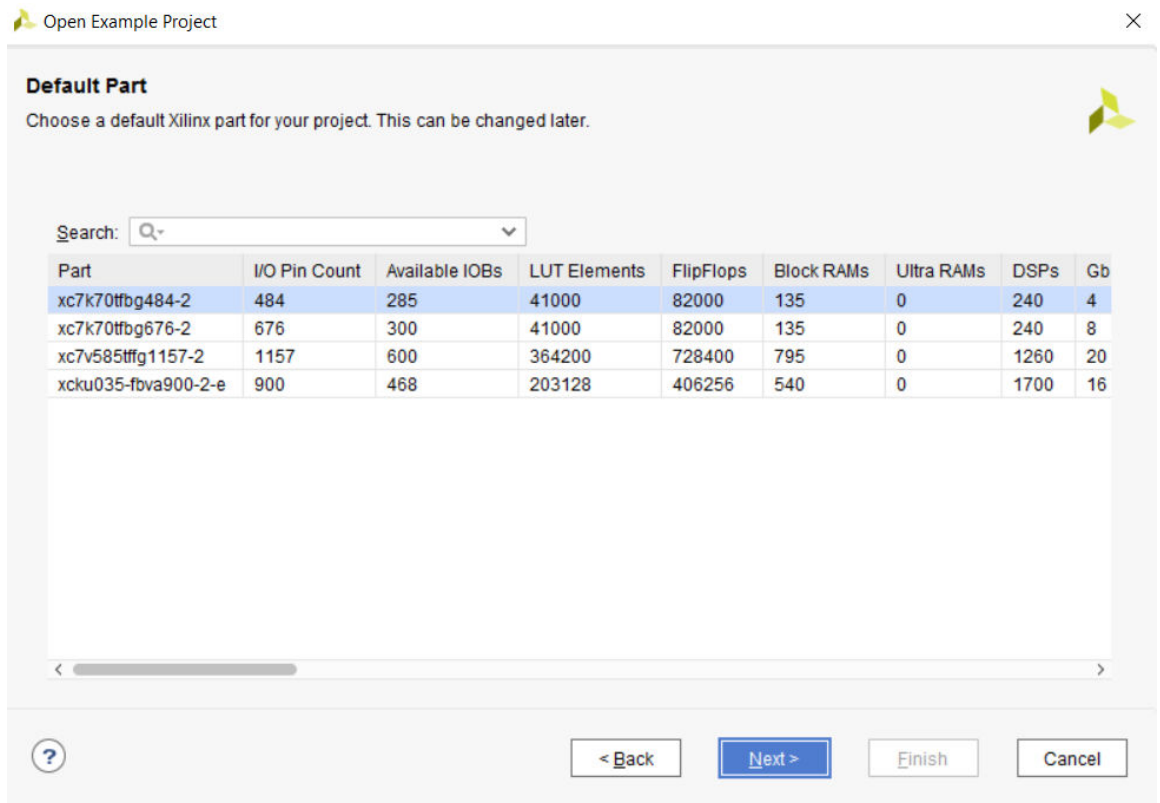 Open Example Project
Default Part
Choose a default Xilinx part for your project. This can be changed later.
Search:
Part I/O Pin Count Available IOBs LUT Elements FlipFlops Block RAMs Ultra RAMs DSPs Gb
xc7k70tfbg484-2 484 285 41000 82000 135 0 240 4
xc7k70tfbg676-2 676 300 41000 82000 135 0 240 8
xc7v585tffg1157-2 1157 600 364200 728400 795 0 1260 20
xcku035-fbva900-2-e 900 468 203128 406256 540 0 1700 16
? < Back Next > Finish Cancel